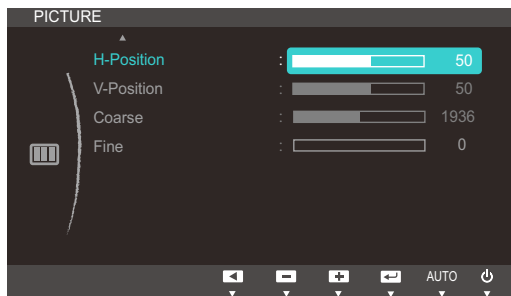 PICTURE
H-Position : 50
V-Position : 50
Coarse : 1936
Fine : 0
AUTO